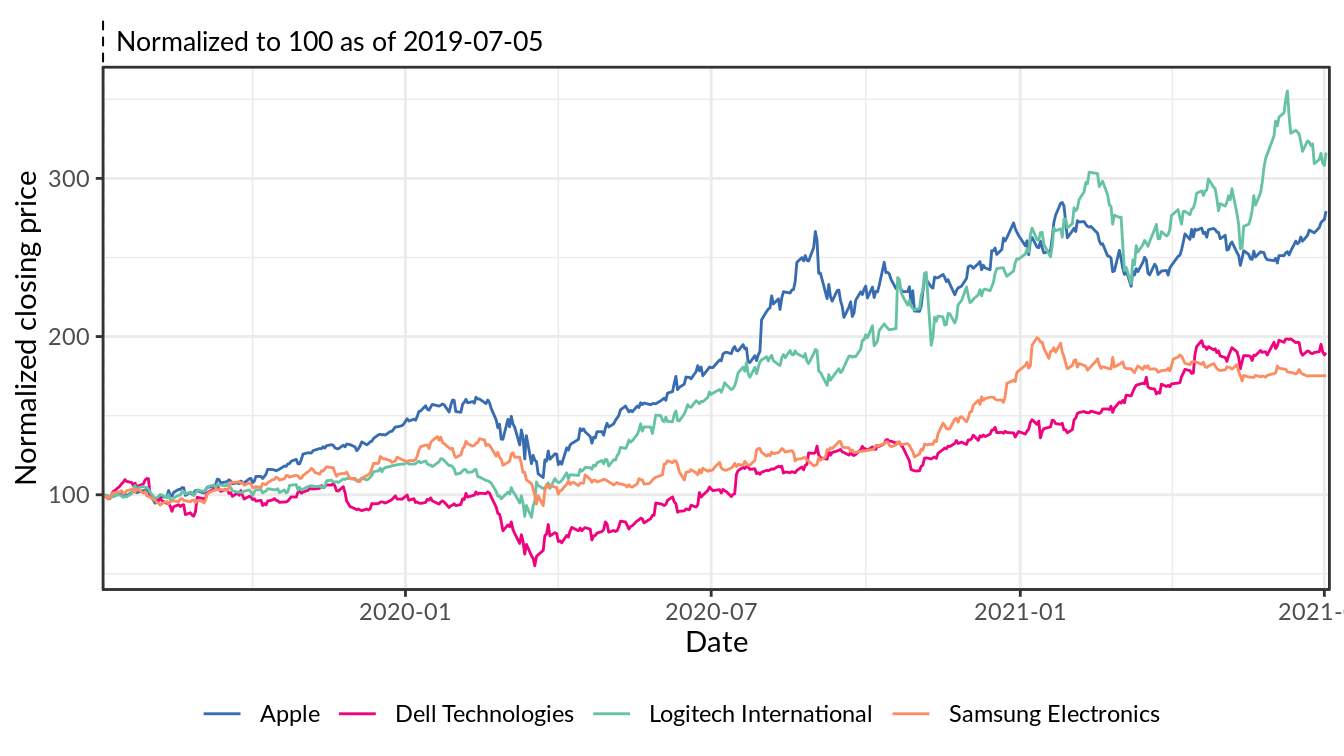 Normalized to 100 as of 2019-07-05
Normalized closing price
300
200
100
2020-01
2020-07
2021-01
2021-
Date
Apple
Dell Technologies
Logitech International
Samsung Electronics